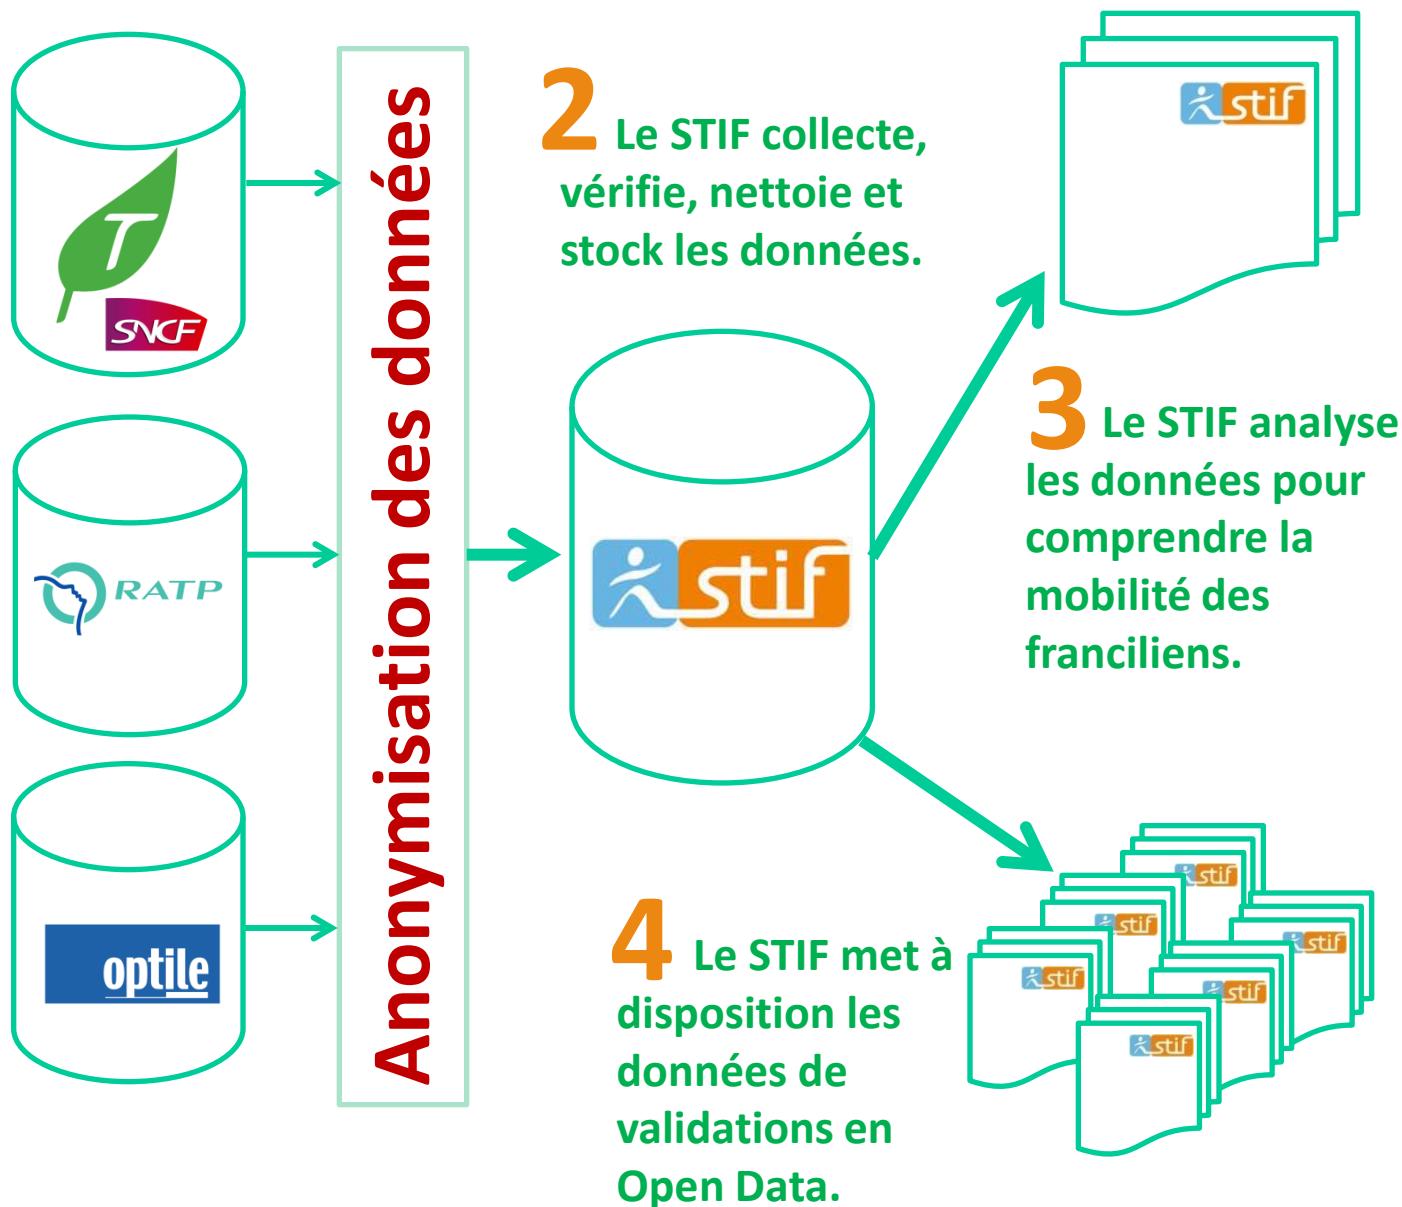 T
SNCF
RATP
optile
Anonymisation des données
2 Le STIF collecte,
vérifie, nettoie et
stock les données.
stif
stif
3 Le STIF analyse
les données pour
comprendre la
mobilité des
franciliens.
4 Le STIF met à
disposition les
données de
validations en
Open Data.
stif
stif
stif
stif
stif
stif